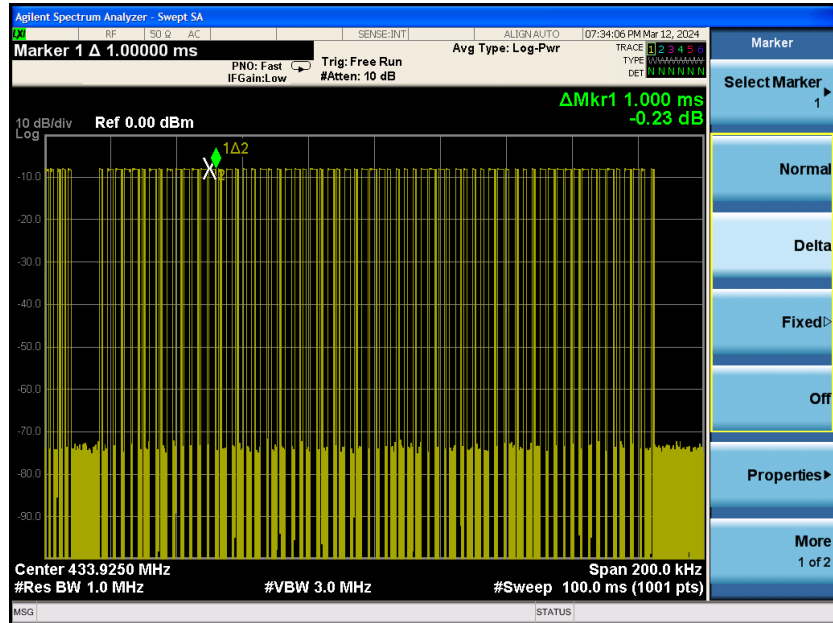 Agilent Spectrum Analyzer - Swept SA
LXI RF 50 Ω AC SENSE:INT ALIGN AUTO 07:34:06 PM Mar 12, 2024
Marker 1 Δ 1.00000 ms
PNO: Fast
IFGain:Low
Trig: Free Run
#Atten: 10 dB
Avg Type: Log-Pwr
TRACE 1 2 3 4 5 6
TYPE
DET N N N N N N
ΔMkr1 1.000 ms
-0.23 dB
10 dB/div Ref 0.00 dBm
Log
1Δ2
-10.0
-20.0
-30.0
-40.0
-50.0
-60.0
-70.0
-80.0
-90.0
Center 433.9250 MHz Span 200.0 kHz
#Res BW 1.0 MHz #VBW 3.0 MHz #Sweep 100.0 ms (1001 pts)
MSG STATUS
Marker
Select Marker
1
Normal
Delta
Fixed
Off
Properties
More
1 of 2